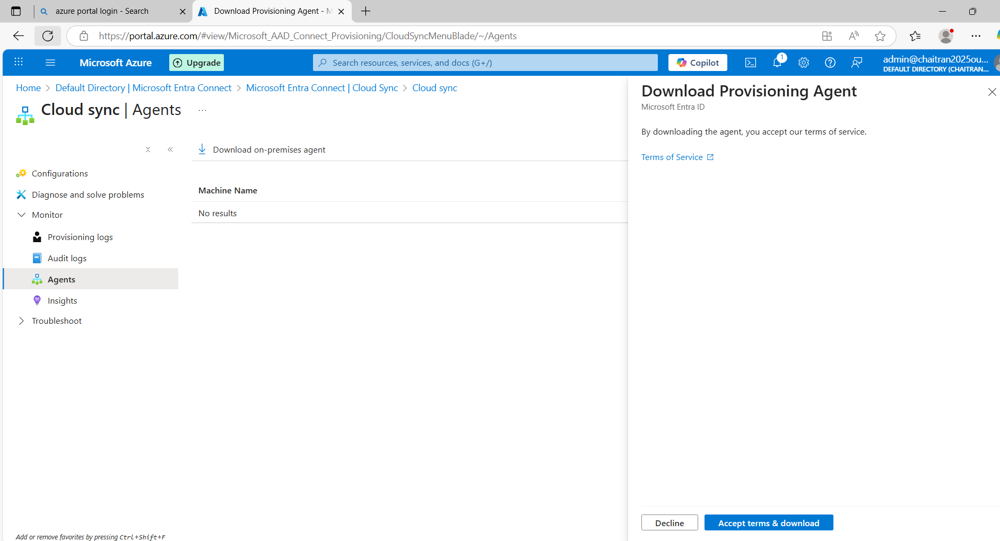 azure portal login - Search
Download Provisioning Agent - M
https://portal.azure.com/#view/Microsoft_AAD_Connect_Provisioning/CloudSyncMenuBlade/~/Agents
Microsoft Azure
Upgrade
Search resources, services, and docs (G+/)
Copilot
1
admin@chaitran2025ou...
DEFAULT DIRECTORY (CHAITRAN...
Home > Default Directory | Microsoft Entra Connect > Microsoft Entra Connect | Cloud Sync > Cloud sync
Cloud sync | Agents
...
Download on-premises agent
Configurations
Diagnose and solve problems
Monitor
Provisioning logs
Audit logs
Agents
Insights
Troubleshoot
Machine Name
No results
Add or remove favorites by pressing Ctrl+Shift+F
Download Provisioning Agent
Microsoft Entra ID
By downloading the agent, you accept our terms of service.
Terms of Service
Decline
Accept terms & download